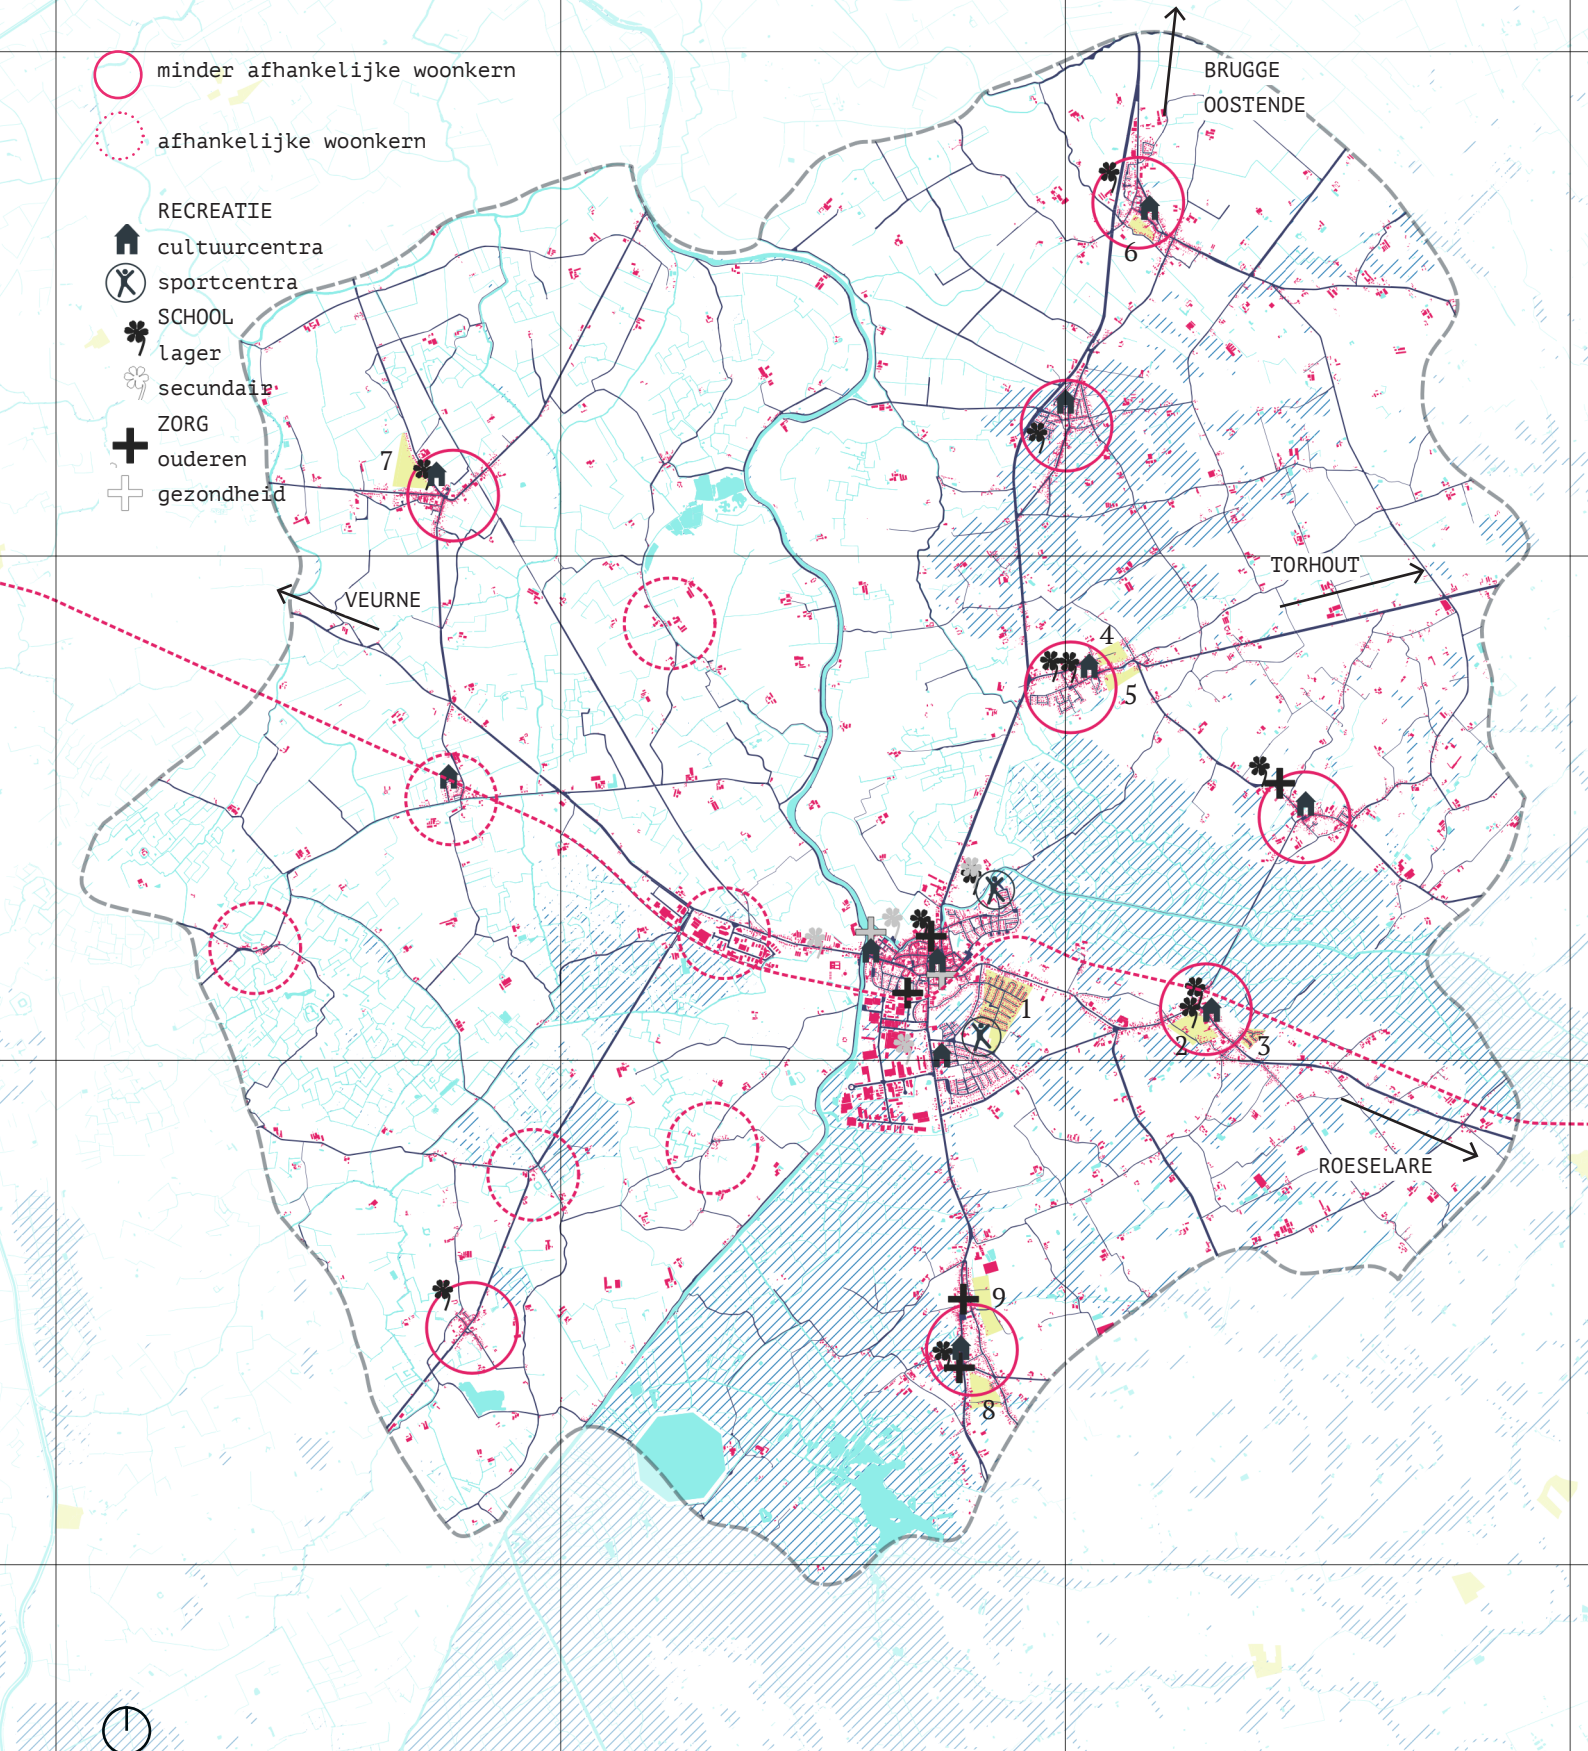 minder afhankelijke woonkern
afhankelijke woonkern
RECREATIE
cultuurcentra
sportcentra
SCHOOL
lager
secundair
ZORG
ouderen
gezondheid
BRUGGE
OOSTENDE
6
7
TORHOUT
VEURNE
4
5
1
2
3
ROESELARE
9
8